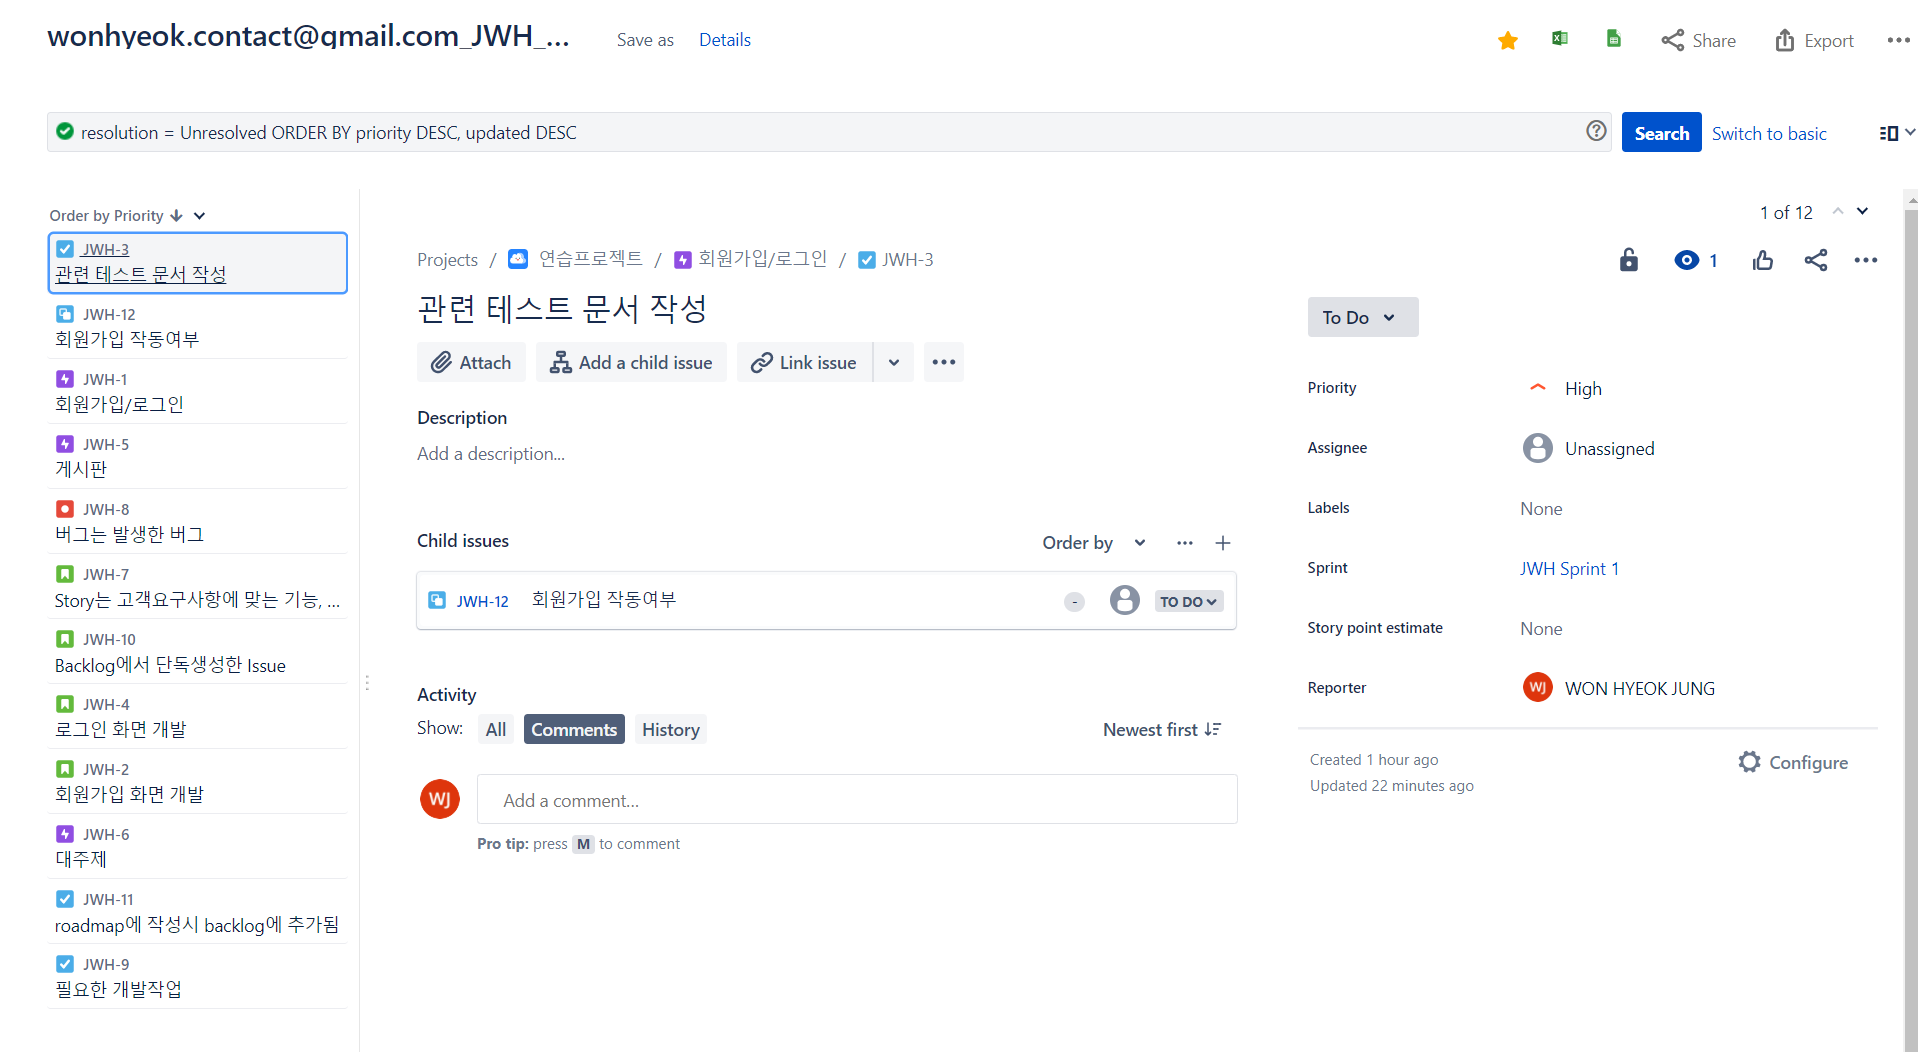 wonhyeok.contact@gmail.com_JWH_...
Save as
Details
Share
Export
resolution = Unresolved ORDER BY priority DESC, updated DESC
Search
Switch to basic
Order by Priority
JWH-3
관련 테스트 문서 작성
JWH-12
회원가입 작동여부
JWH-1
회원가입/로그인
JWH-5
게시판
JWH-8
버그는 발생한 버그
JWH-7
Story는 고객요구사항에 맞는 기능, ...
JWH-10
Backlog에서 단독생성한 Issue
JWH-4
로그인 화면 개발
JWH-2
회원가입 화면 개발
JWH-6
대주제
JWH-11
roadmap에 작성시 backlog에 추가됨
JWH-9
필요한 개발작업
1 of 12
Projects / 연습프로젝트 / 회원가입/로그인 / JWH-3
1
관련 테스트 문서 작성
Attach
Add a child issue
Link issue
Description
Add a description...
Child issues
Order by
JWH-12 회원가입 작동여부
-
TO DO
Activity
Show:
All
Comments
History
Newest first
WJ
Add a comment...
Pro tip: press M to comment
To Do
Priority
High
Assignee
Unassigned
Labels
None
Sprint
JWH Sprint 1
Story point estimate
None
Reporter
WJ
WON HYEOK JUNG
Created 1 hour ago
Updated 22 minutes ago
Configure